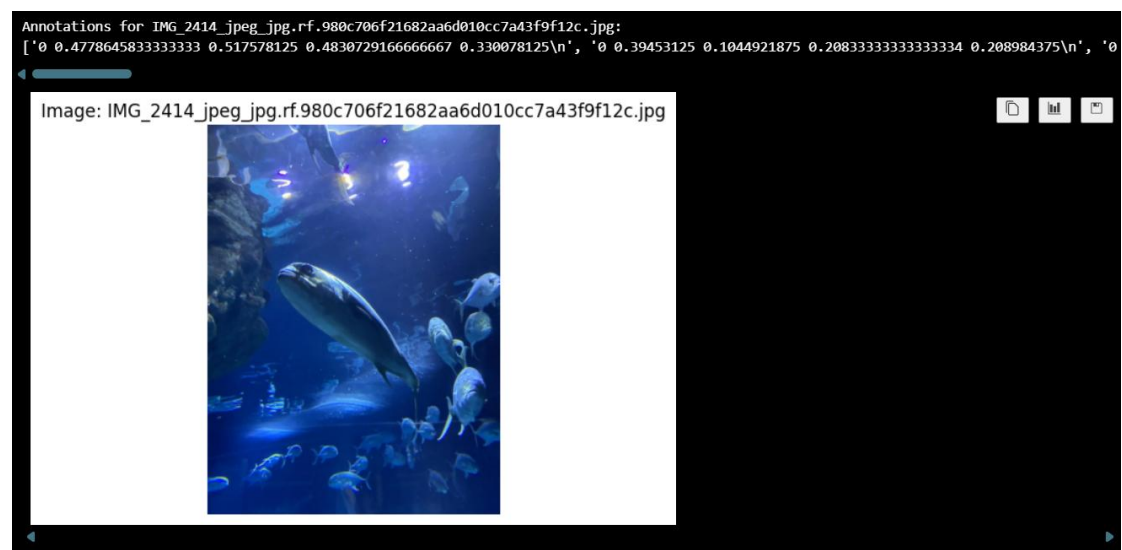 Annotations for IMG_2414_jpeg_jpg.rf.980c706f21682aa6d010cc7a43f9f12c.jpg:
['0 0.4778645833333333 0.517578125 0.4830729166666667 0.330078125\n', '0 0.39453125 0.1044921875 0.20833333333333334 0.208984375\n', '0
Image: IMG_2414_jpeg_jpg.rf.980c706f21682aa6d010cc7a43f9f12c.jpg